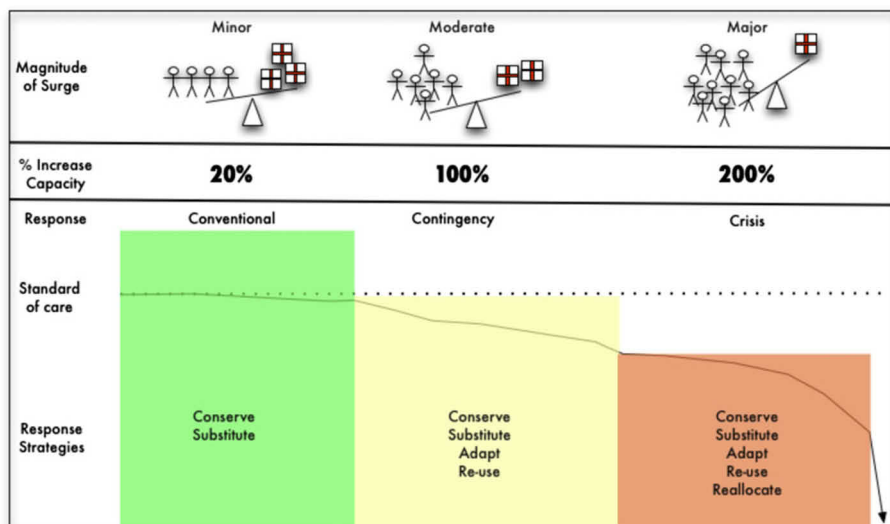 Minor
Moderate
Major
Magnitude
of Surge
% Increase
Capacity
20%
100%
200%
Response
Conventional
Contingency
Crisis
Standard
of care
Response
Strategies
Conserve
Substitute
Conserve
Substitute
Adapt
Re-use
Conserve
Substitute
Adapt
Re-use
Reallocate